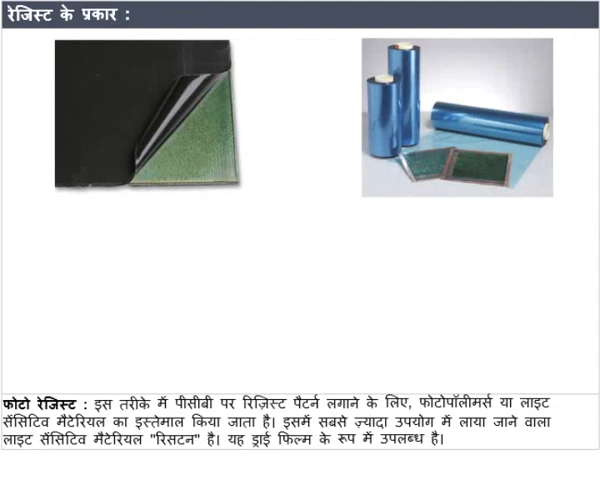 रेजिस्ट के प्रकार :
फोटो रेजिस्ट : इस तरीके में पीसीबी पर रिज़िस्ट पैटर्न लगाने के लिए, फोटोपॉलीमर्स या लाइट
सेंसिटिव मैटेरियल का इस्तेमाल किया जाता है। इसमें सबसे ज़्यादा उपयोग में लाया जाने वाला
लाइट सेंसिटिव मैटेरियल "रिसटन" है। यह ड्राई फिल्म के रूप में उपलब्ध है।